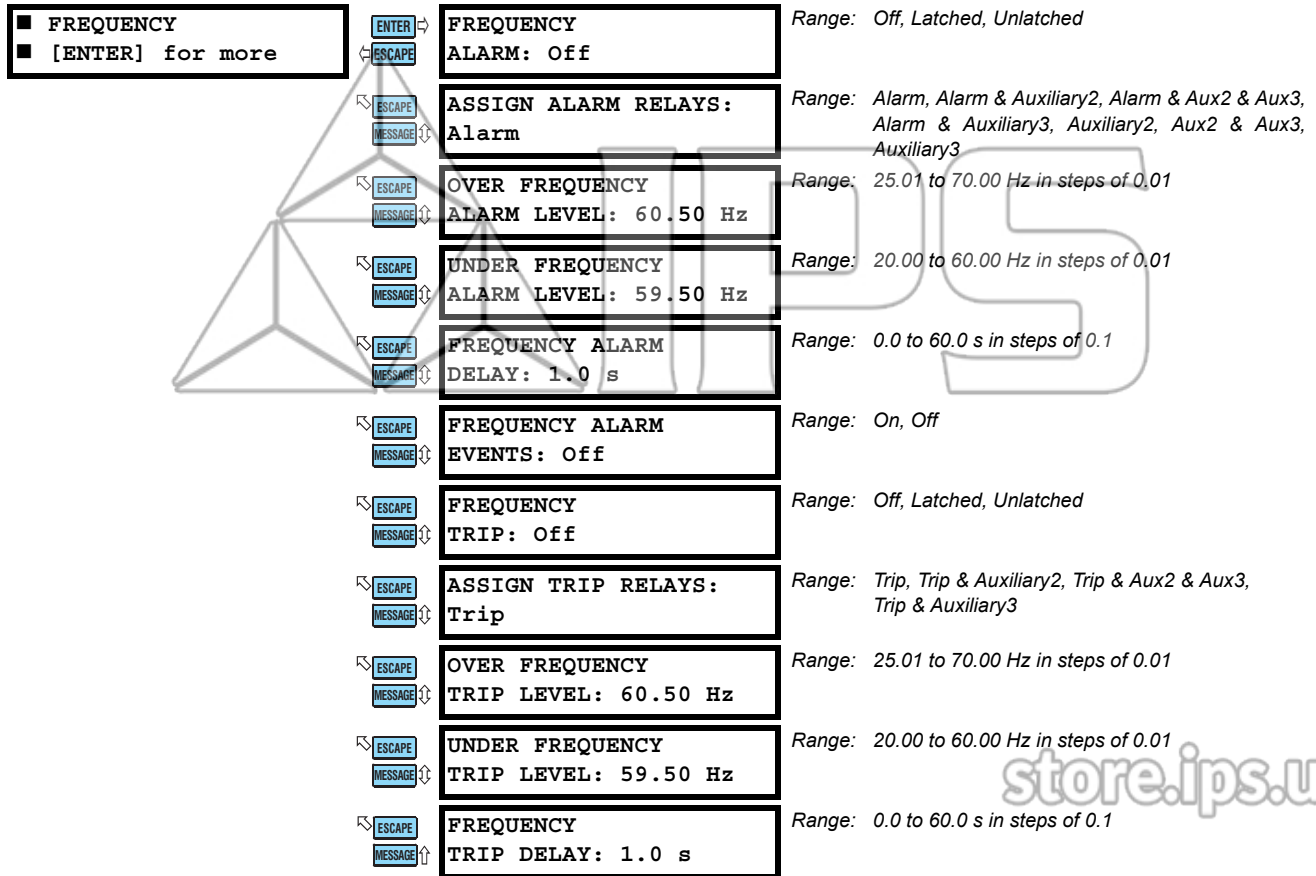 ■ FREQUENCY
■ [ENTER] for more
ENTER FREQUENCY Range: Off, Latched, Unlatched
ESCAPE ALARM: Off
ESCAPE ASSIGN ALARM RELAYS: Range: Alarm, Alarm & Auxiliary2, Alarm & Aux2 & Aux3,
MESSAGE Alarm Alarm & Auxiliary3, Auxiliary2, Aux2 & Aux3,
Auxiliary3
ESCAPE OVER FREQUENCY Range: 25.01 to 70.00 Hz in steps of 0.01
MESSAGE ALARM LEVEL: 60.50 Hz
ESCAPE UNDER FREQUENCY Range: 20.00 to 60.00 Hz in steps of 0.01
MESSAGE ALARM LEVEL: 59.50 Hz
ESCAPE FREQUENCY ALARM Range: 0.0 to 60.0 s in steps of 0.1
MESSAGE DELAY: 1.0 s
ESCAPE FREQUENCY ALARM Range: On, Off
MESSAGE EVENTS: Off
ESCAPE FREQUENCY Range: Off, Latched, Unlatched
MESSAGE TRIP: Off
ESCAPE ASSIGN TRIP RELAYS: Range: Trip, Trip & Auxiliary2, Trip & Aux2 & Aux3,
MESSAGE Trip Trip & Auxiliary3
ESCAPE OVER FREQUENCY Range: 25.01 to 70.00 Hz in steps of 0.01
MESSAGE TRIP LEVEL: 60.50 Hz
ESCAPE UNDER FREQUENCY Range: 20.00 to 60.00 Hz in steps of 0.01
MESSAGE TRIP LEVEL: 59.50 Hz
ESCAPE FREQUENCY Range: 0.0 to 60.0 s in steps of 0.1
MESSAGE TRIP DELAY: 1.0 s
IPS
store.ips.u